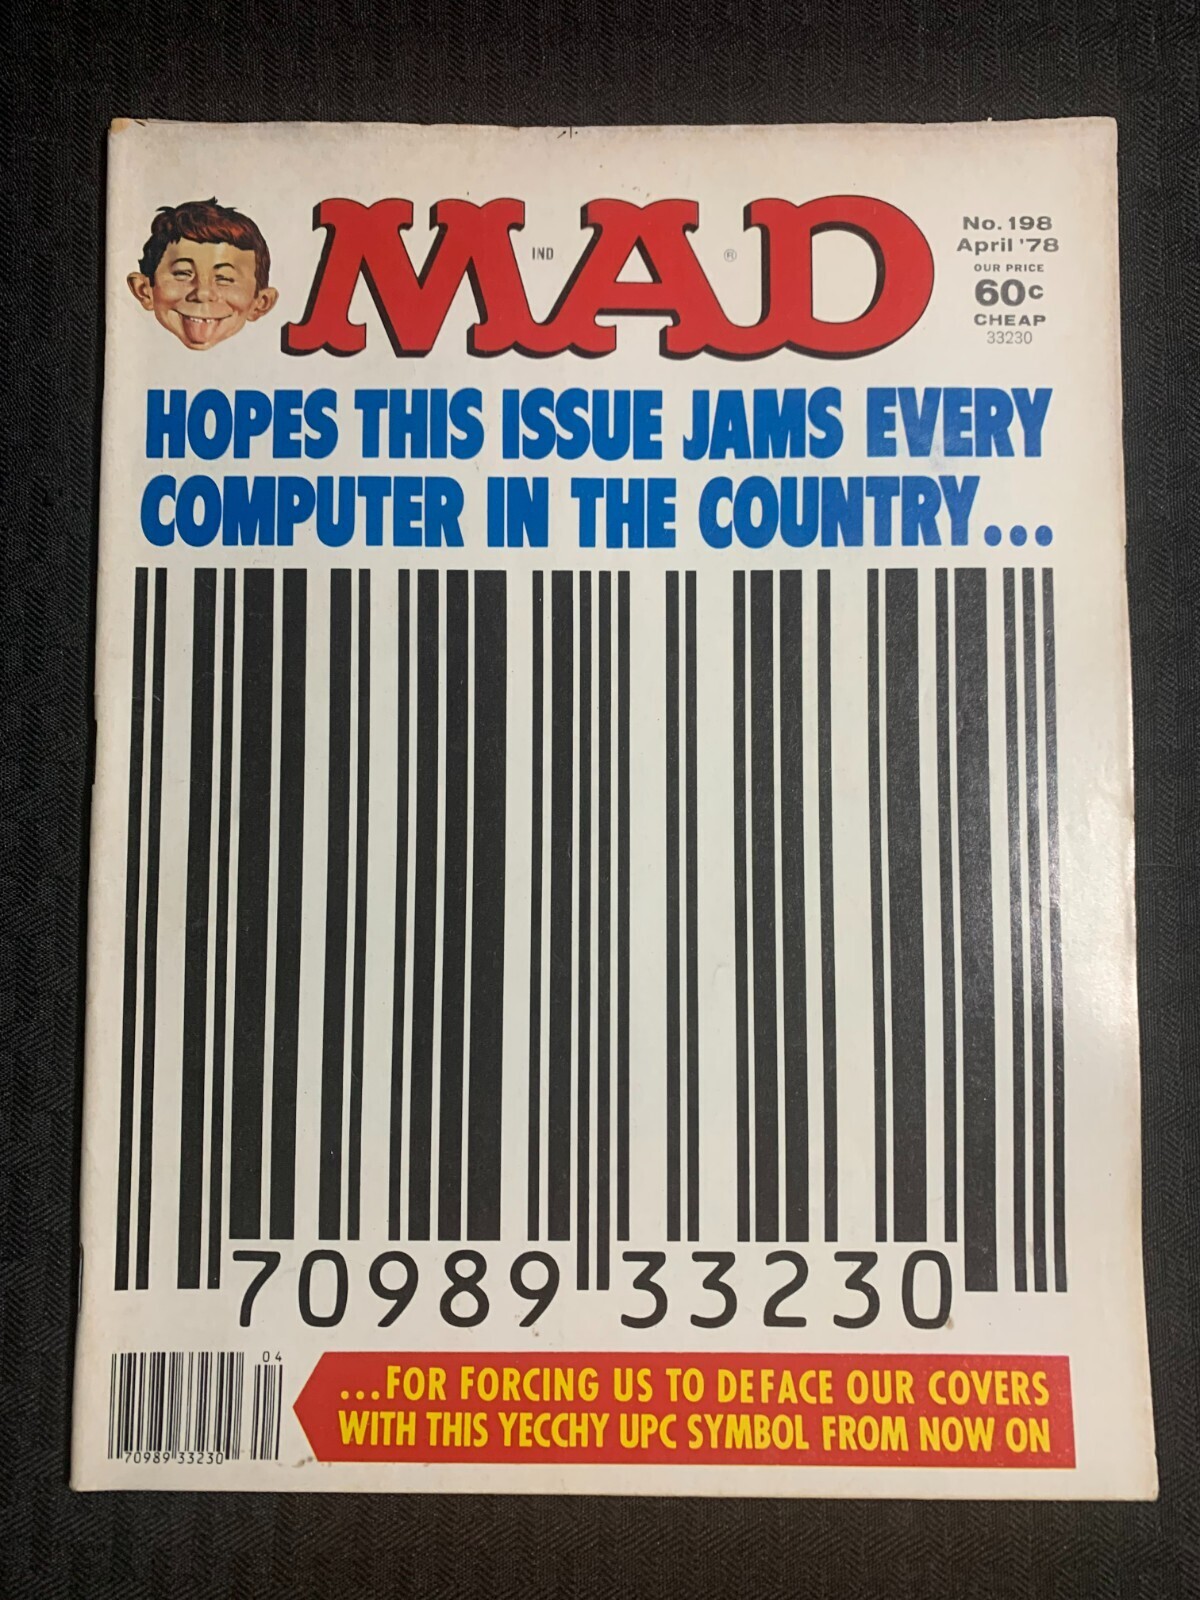 MAD
IND
®
No. 198
April '78
OUR PRICE
60c
CHEAP
33230
HOPES THIS ISSUE JAMS EVERY
COMPUTER IN THE COUNTRY...
70989 33230
04
70989 33230
...FOR FORCING US TO DEFACE OUR COVERS
WITH THIS YECCHY UPC SYMBOL FROM NOW ON